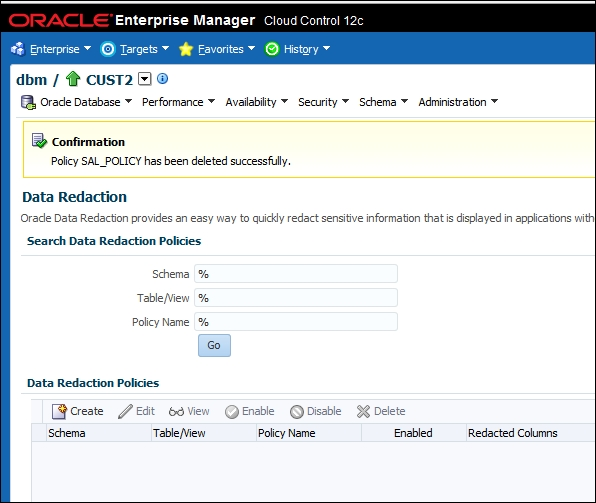 ORACLE Enterprise Manager Cloud Control 12c
Enterprise Targets Favorites History
dbm / CUST2
Oracle Database Performance Availability Security Schema Administration
Confirmation
Policy SAL_POLICY has been deleted successfully.
Data Redaction
Oracle Data Redaction provides an easy way to quickly redact sensitive information that is displayed in applications with
Search Data Redaction Policies
Schema %
Table/View %
Policy Name %
Go
Data Redaction Policies
Create Edit View Enable Disable Delete
Schema Table/View Policy Name Enabled Redacted Columns